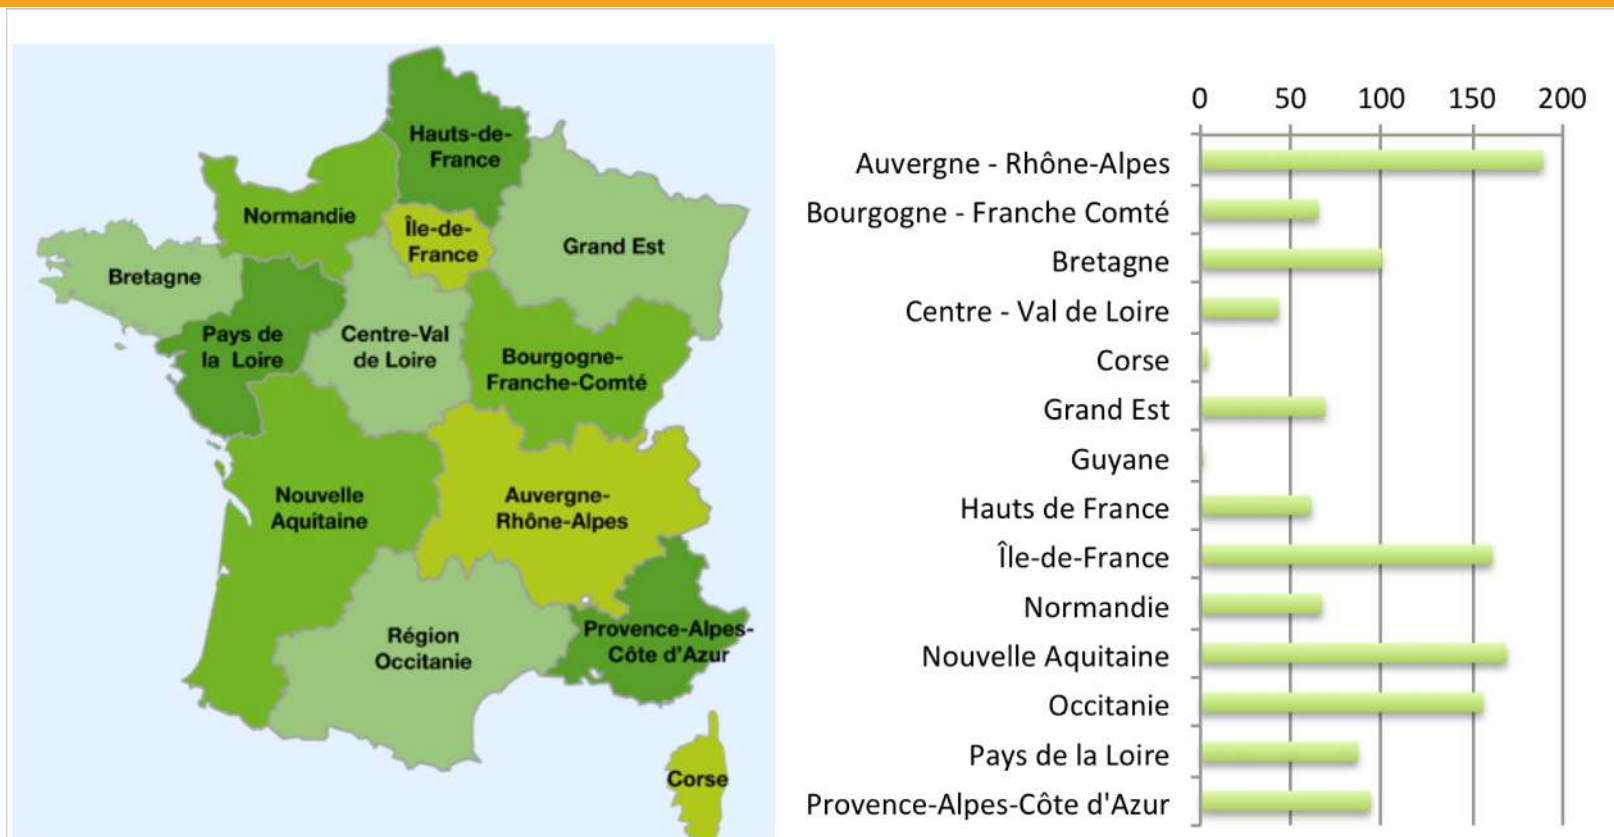 Hauts-de-
France
Normandie
Île-de-
France
Grand Est
Bretagne
Pays de
la Loire
Centre-Val
de Loire
Bourgogne-
Franche-Comté
Nouvelle
Aquitaine
Auvergne-
Rhône-Alpes
Région
Occitanie
Provence-Alpes-
Côte d'Azur
Corse
0 50 100 150 200
Auvergne - Rhône-Alpes
Bourgogne - Franche Comté
Bretagne
Centre - Val de Loire
Corse
Grand Est
Guyane
Hauts de France
Île-de-France
Normandie
Nouvelle Aquitaine
Occitanie
Pays de la Loire
Provence-Alpes-Côte d'Azur